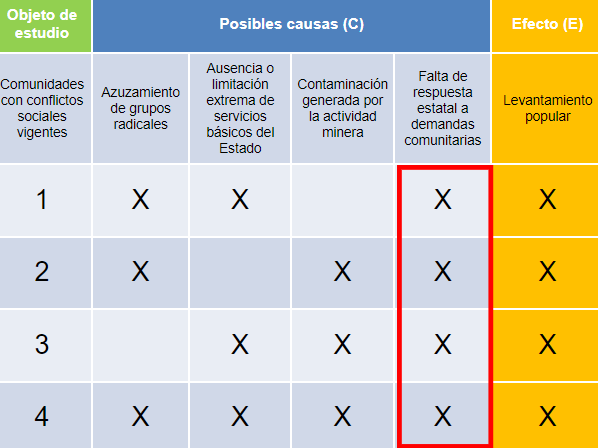 Objeto de
estudio
Posibles causas (C)
Efecto (E)
Comunidades
con conflictos
sociales
vigentes
Azuzamiento
de grupos
radicales
Ausencia o
limitación
extrema de
servicios
básicos del
Estado
Contaminación
generada por
la actividad
minera
Falta de
respuesta
estatal a
demandas
comunitarias
Levantamiento
popular
1 X X X X
2 X X X X
3 X X X X
4 X X X X X